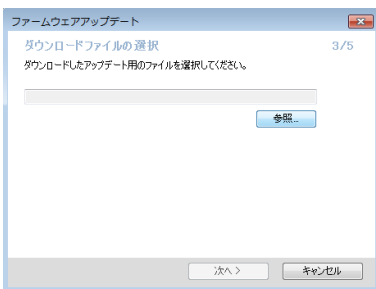 ファームウェアアップデート
ダウンロードファイルの選択 3/5
ダウンロードしたアップデート用のファイルを選択してください。
参照...
次へ >
キャンセル